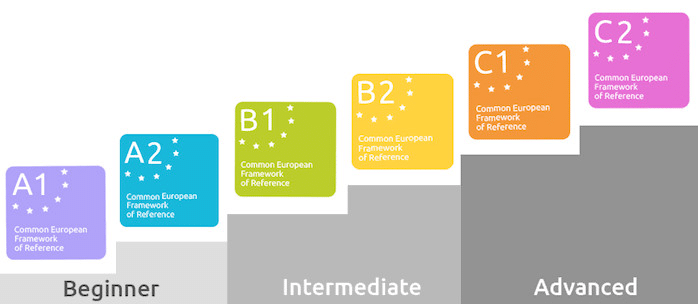 A1
Common European
Framework
of Reference
A2
Common European
Framework
of Reference
B1
Common European
Framework
of Reference
B2
Common European
Framework
of Reference
C1
Common European
Framework
of Reference
C2
Common European
Framework
of Reference
Beginner
Intermediate
Advanced